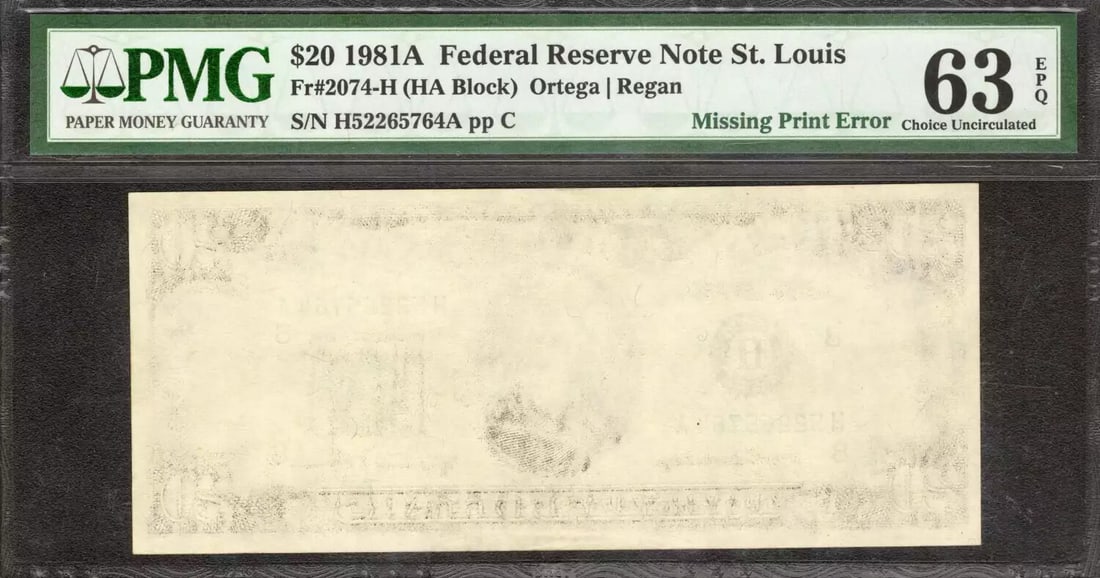 PMG
PAPER MONEY GUARANTY
$20 1981A Federal Reserve Note St. Louis
Fr#2074-H (HA Block) Ortega | Regan
S/N H52265764A pp C
Missing Print Error
63
EPQ
Choice Uncirculated